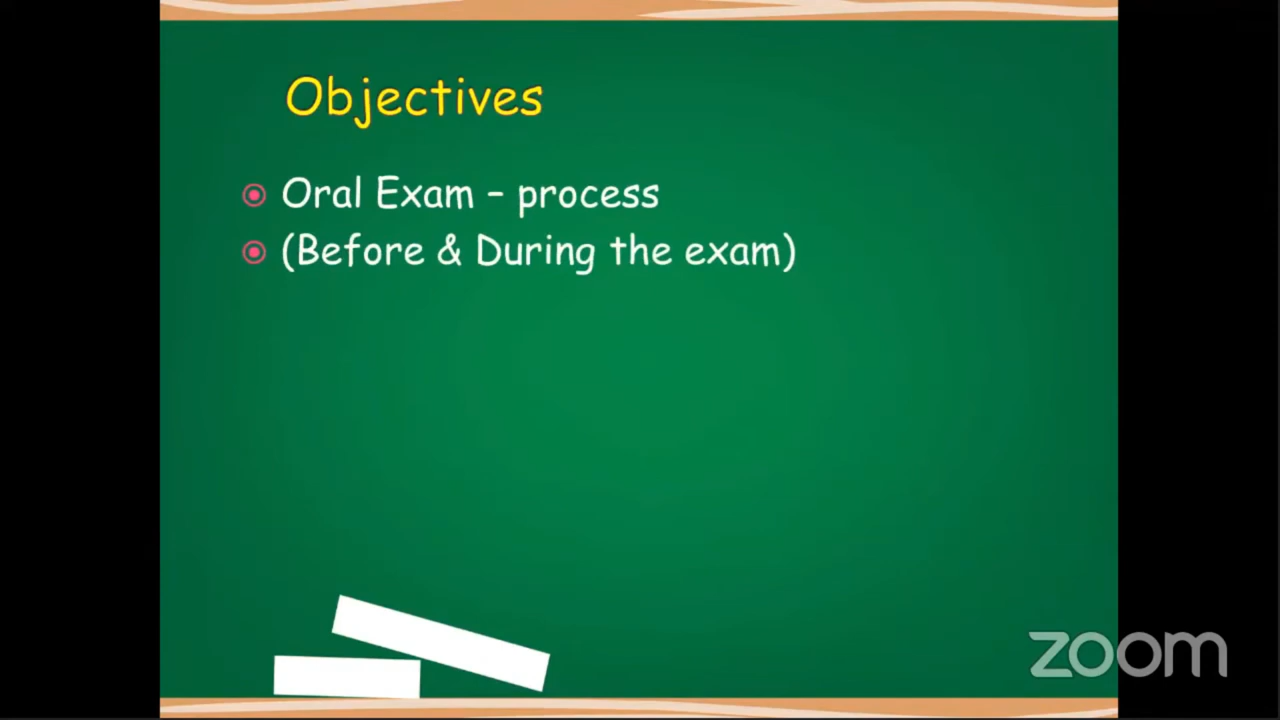 Objectives
Oral Exam – process
(Before & During the exam)
zoom